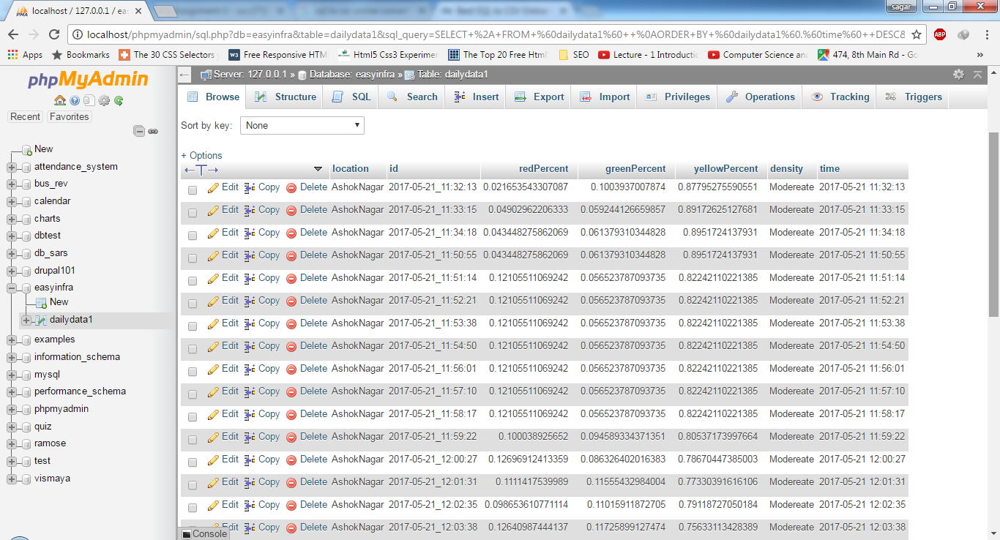 localhost / 127.0.0.1 / ea
sagar
localhost/phpmyadmin/sql.php?db=easyinfra&table=dailydata1&sql_query=SELECT+%2A+FROM+%60dailydata1%60++%0AORDER+BY+%60dailydata1%60.%60time%60++DESC&
ABP
Apps Bookmarks The 30 CSS Selectors Free Responsive HTM Html5 Css3 Experimer The Top 20 Free Html SEO Lecture - 1 Introductio Computer Science and 474, 8th Main Rd - Go
phpMyAdmin
Recent Favorites
New
attendance_system
bus_rev
calendar
charts
dbtest
db_sars
drupal101
easyinfra
New
dailydata1
examples
information_schema
mysql
performance_schema
phpmyadmin
quiz
ramose
test
vismaya
Server: 127.0.0.1 » Database: easyinfra » Table: dailydata1
Browse Structure SQL Search Insert Export Import Privileges Operations Tracking Triggers
Sort by key: None
+ Options
location id redPercent greenPercent yellowPercent density time
Edit Copy Delete AshokNagar 2017-05-21_11:32:13 0.021653543307087 0.1003937007874 0.87795275590551 Modereate 2017-05-21 11:32:13
Edit Copy Delete AshokNagar 2017-05-21_11:33:15 0.04902962206333 0.059244126659857 0.89172625127681 Modereate 2017-05-21 11:33:15
Edit Copy Delete AshokNagar 2017-05-21_11:34:18 0.043448275862069 0.061379310344828 0.8951724137931 Modereate 2017-05-21 11:34:18
Edit Copy Delete AshokNagar 2017-05-21_11:50:55 0.043448275862069 0.061379310344828 0.8951724137931 Modereate 2017-05-21 11:50:55
Edit Copy Delete AshokNagar 2017-05-21_11:51:14 0.12105511069242 0.056523787093735 0.82242110221385 Modereate 2017-05-21 11:51:14
Edit Copy Delete AshokNagar 2017-05-21_11:52:21 0.12105511069242 0.056523787093735 0.82242110221385 Modereate 2017-05-21 11:52:21
Edit Copy Delete AshokNagar 2017-05-21_11:53:38 0.12105511069242 0.056523787093735 0.82242110221385 Modereate 2017-05-21 11:53:38
Edit Copy Delete AshokNagar 2017-05-21_11:54:50 0.12105511069242 0.056523787093735 0.82242110221385 Modereate 2017-05-21 11:54:50
Edit Copy Delete AshokNagar 2017-05-21_11:56:01 0.12105511069242 0.056523787093735 0.82242110221385 Modereate 2017-05-21 11:56:01
Edit Copy Delete AshokNagar 2017-05-21_11:57:10 0.12105511069242 0.056523787093735 0.82242110221385 Modereate 2017-05-21 11:57:10
Edit Copy Delete AshokNagar 2017-05-21_11:58:17 0.12105511069242 0.056523787093735 0.82242110221385 Modereate 2017-05-21 11:58:17
Edit Copy Delete AshokNagar 2017-05-21_11:59:22 0.100038925652 0.094589334371351 0.80537173997664 Modereate 2017-05-21 11:59:22
Edit Copy Delete AshokNagar 2017-05-21_12:00:27 0.12696912413359 0.086326402016383 0.78670447385003 Modereate 2017-05-21 12:00:27
Edit Copy Delete AshokNagar 2017-05-21_12:01:31 0.1111417539989 0.11555432984004 0.77330391616106 Modereate 2017-05-21 12:01:31
Edit Copy Delete AshokNagar 2017-05-21_12:02:35 0.098653610771114 0.11015911872705 0.79118727050184 Modereate 2017-05-21 12:02:35
Edit Copy Delete AshokNagar 2017-05-21_12:03:38 0.12640987444137 0.11725899127474 0.75633113428389 Modereate 2017-05-21 12:03:38
Console